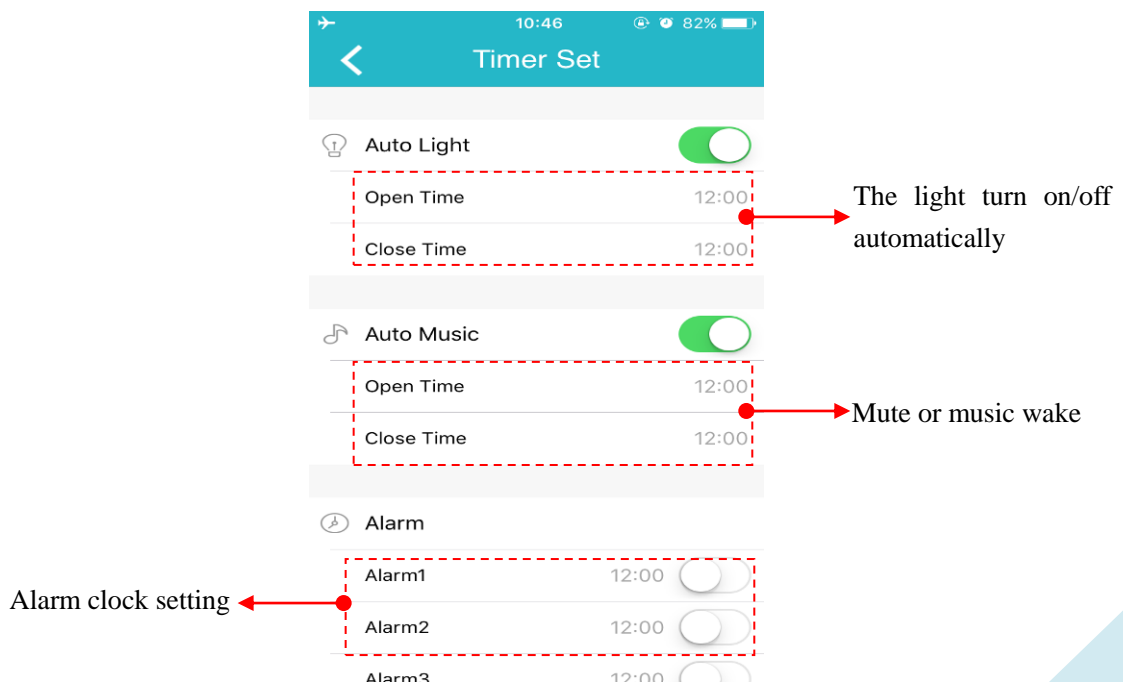 10:46 82%
Timer Set
Auto Light
Open Time 12:00
The light turn on/off
automatically
Close Time 12:00
Auto Music
Open Time 12:00
Mute or music wake
Close Time 12:00
Alarm
Alarm1 12:00
Alarm clock setting
Alarm2 12:00
Alarm3 12:00